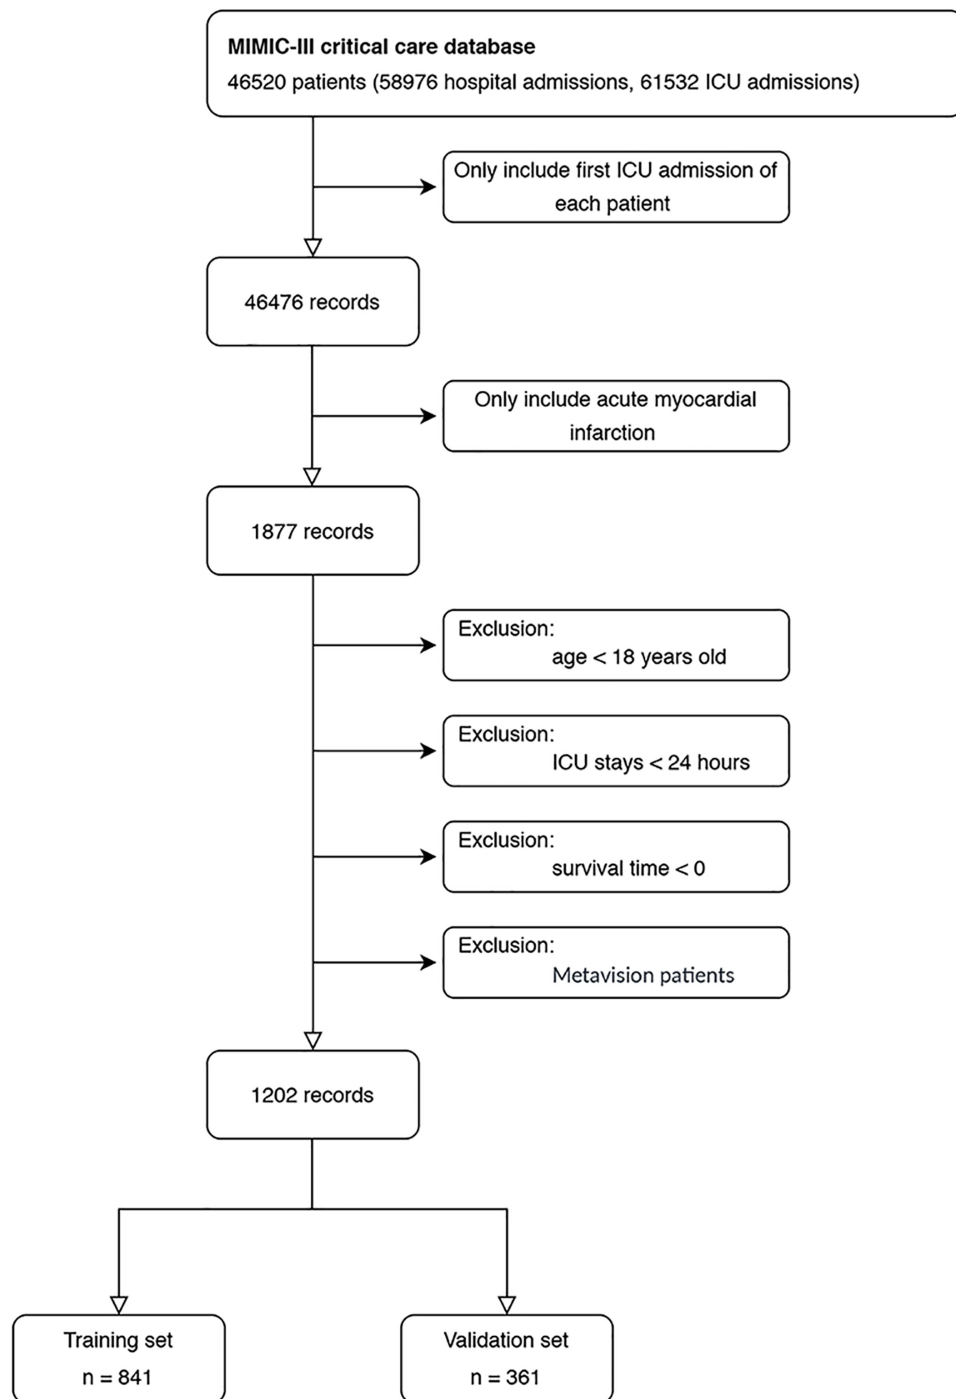 MIMIC-III critical care database
46520 patients (58976 hospital admissions, 61532 ICU admissions)
Only include first ICU admission of
each patient
46476 records
Only include acute myocardial
infarction
1877 records
Exclusion:
age < 18 years old
Exclusion:
ICU stays < 24 hours
Exclusion:
survival time < 0
Exclusion:
Metavision patients
1202 records
Training set
n = 841
Validation set
n = 361